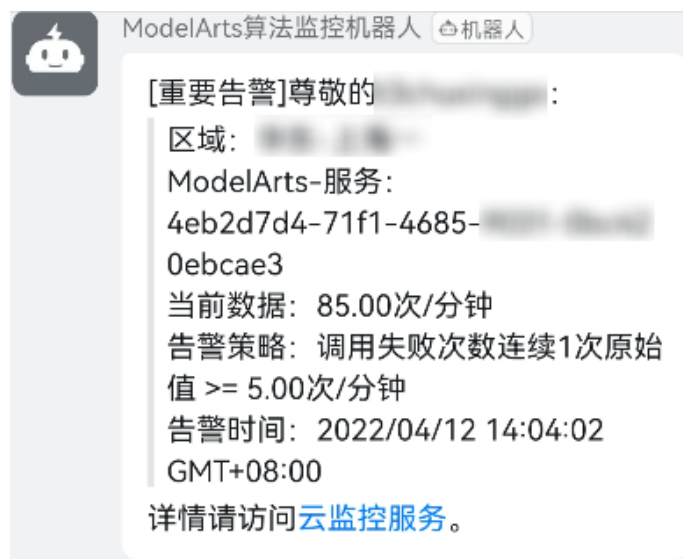 ModelArts算法监控机器人 机器人
[重要告警]尊敬的 :
区域:
ModelArts-服务:
4eb2d7d4-71f1-4685-
0ebcae3
当前数据: 85.00次/分钟
告警策略: 调用失败次数连续1次原始
值 >= 5.00次/分钟
告警时间: 2022/04/12 14:04:02
GMT+08:00
详情请访问云监控服务。